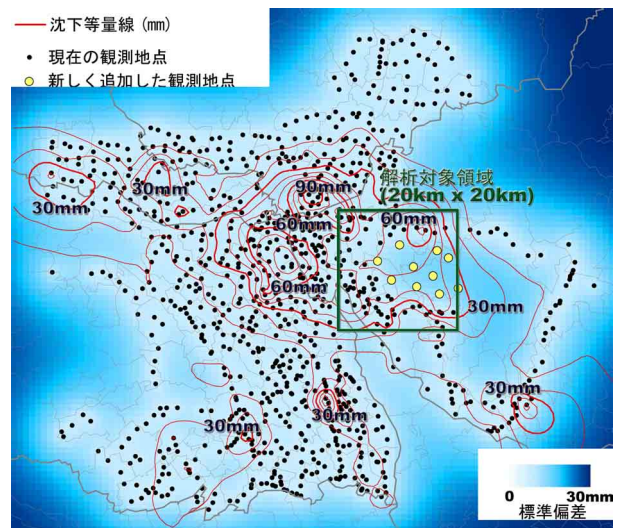 沈下等量線 (mm)
現在の観測地点
新しく追加した観測地点
解析対象領域
(20km x 20km)
90mm
30mm
30mm
60mm
60mm
60mm
30mm
30mm
30mm
30mm
0 30mm
標準偏差